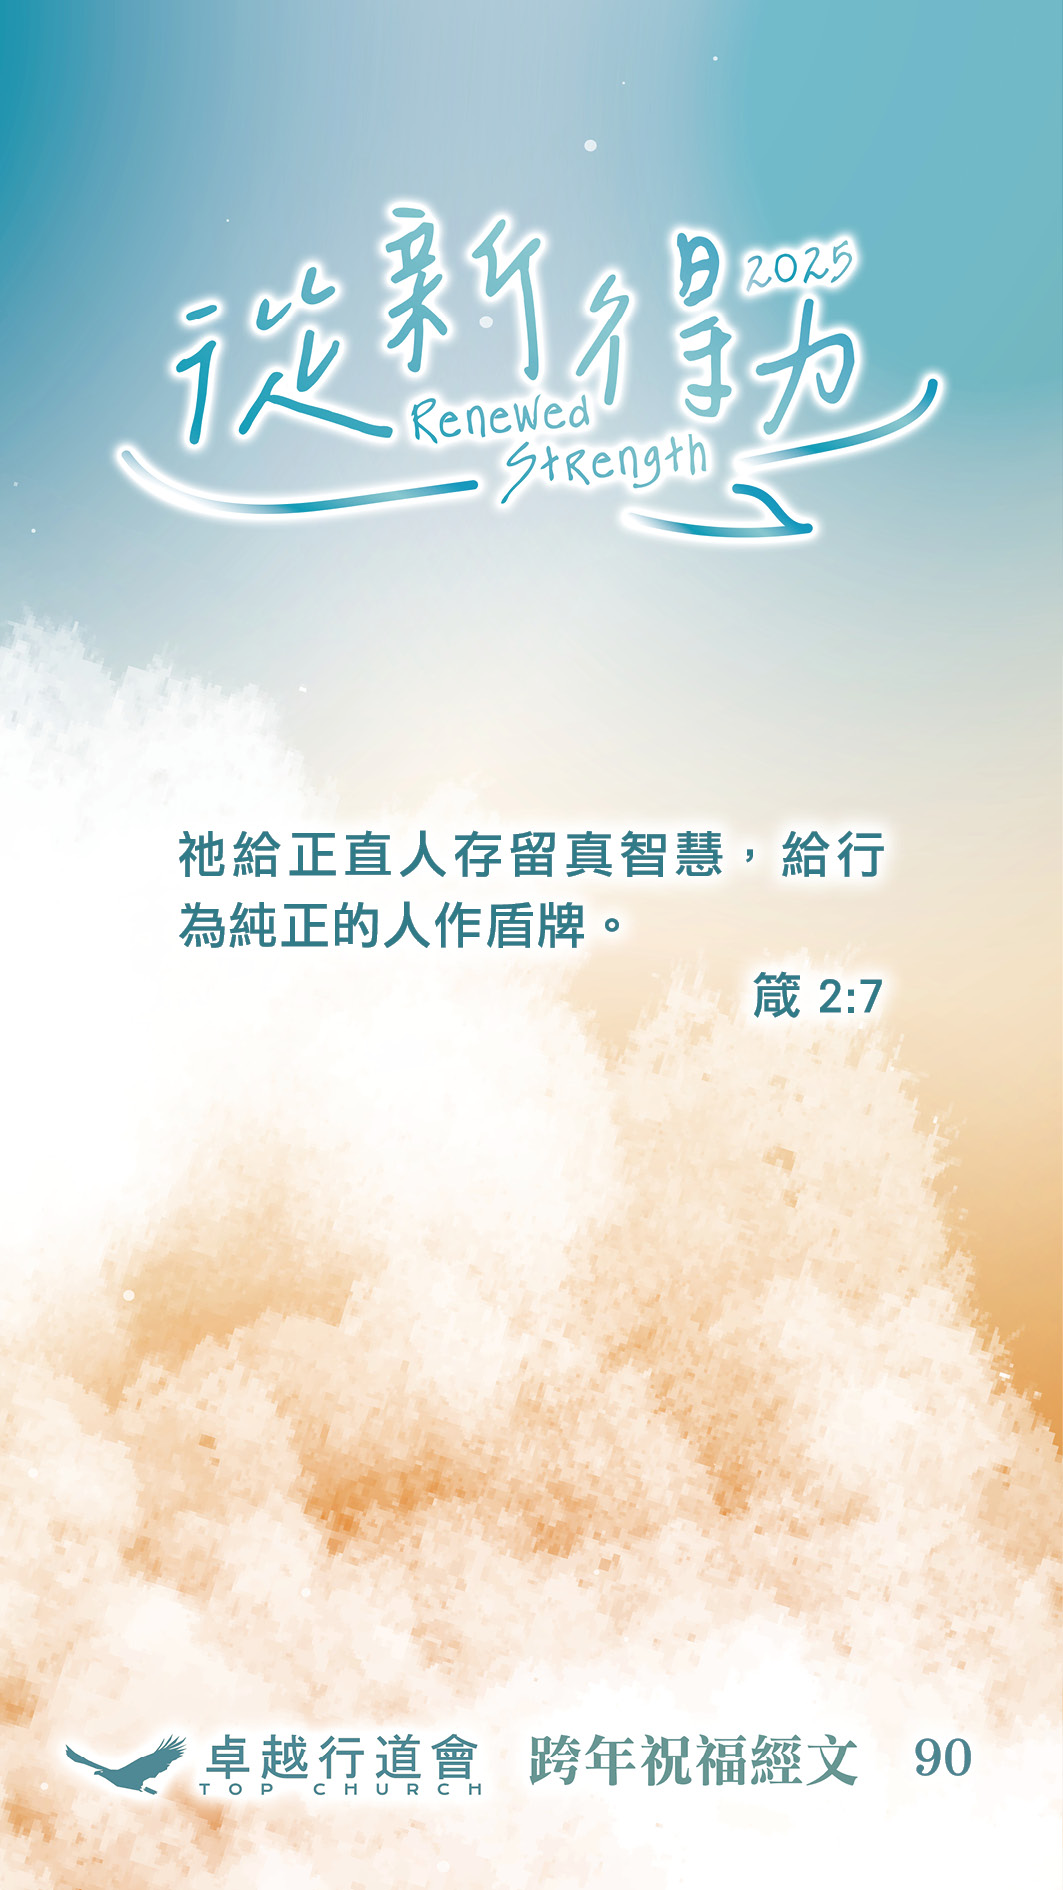 從新得力 2025
Renewed
Strength
祂給正直人存留真智慧，給行
為純正的人作盾牌。
箴 2:7
卓越行道會
TOP CHURCH
跨年祝福經文 90